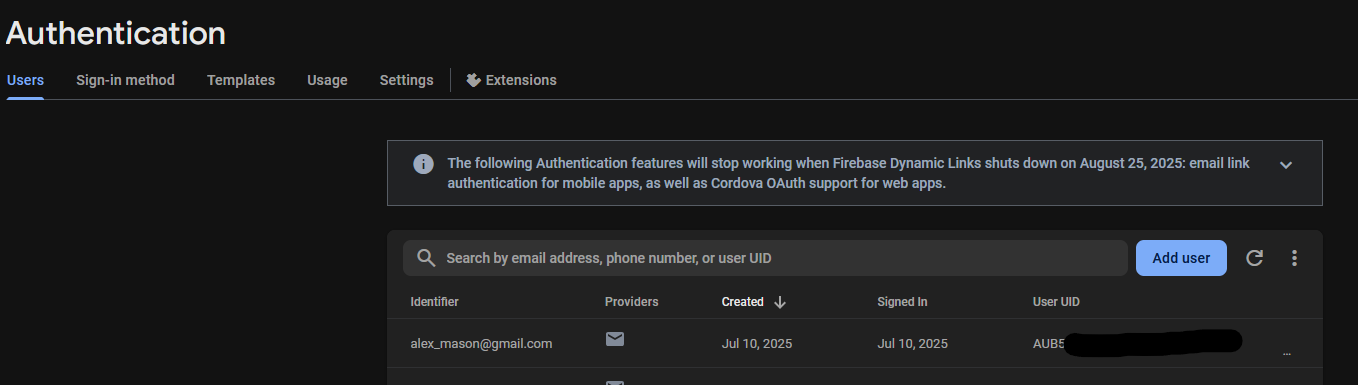 Authentication
Users Sign-in method Templates Usage Settings Extensions
The following Authentication features will stop working when Firebase Dynamic Links shuts down on August 25, 2025: email link
authentication for mobile apps, as well as Cordova OAuth support for web apps.
Search by email address, phone number, or user UID Add user
Identifier Providers Created Signed In User UID
alex_mason@gmail.com Jul 10, 2025 Jul 10, 2025 AUB5
...